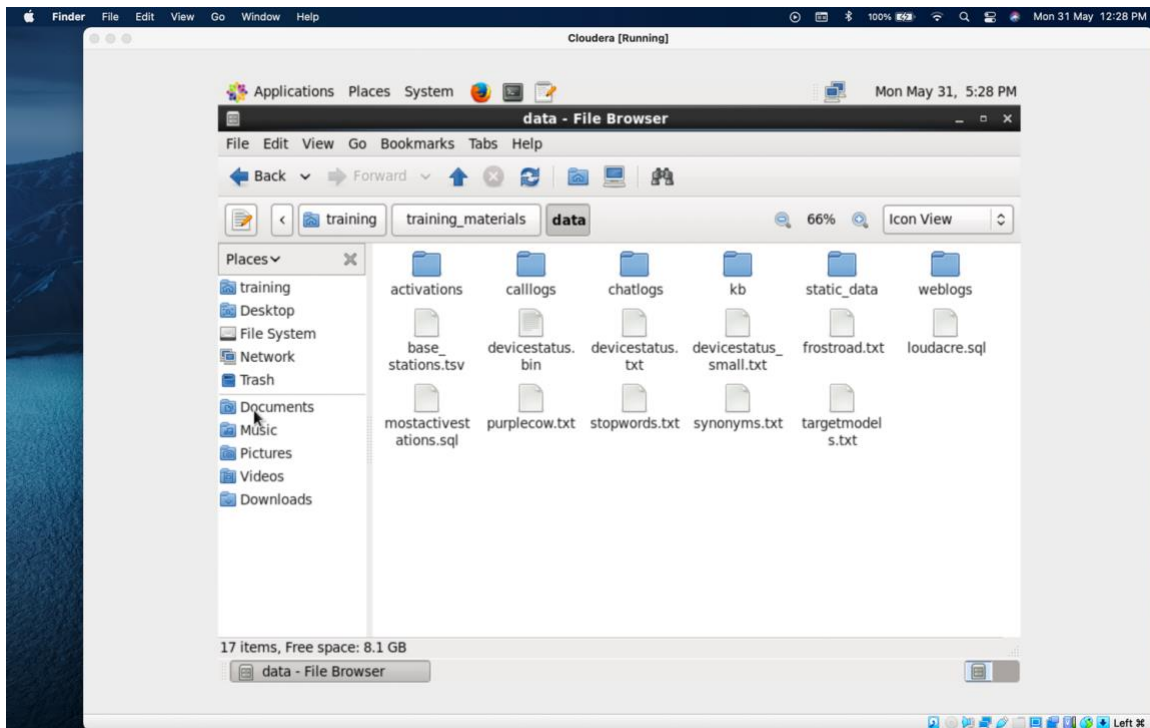 Finder File Edit View Go Window Help 100% Mon 31 May 12:28 PM
Cloudera [Running]
Applications Places System Mon May 31, 5:28 PM
data - File Browser
File Edit View Go Bookmarks Tabs Help
Back Forward
training training_materials data 66% Icon View
Places
training
Desktop
File System
Network
Trash
Documents
Music
Pictures
Videos
Downloads
activations calllogs chatlogs kb static_data weblogs
base_ devicestatus. devicestatus. devicestatus_ frostroad.txt loudacre.sql
stations.tsv bin txt small.txt
mostactivest purplecow.txt stopwords.txt synonyms.txt targetmodel
ations.sql s.txt
17 items, Free space: 8.1 GB
data - File Browser
Left ⌘